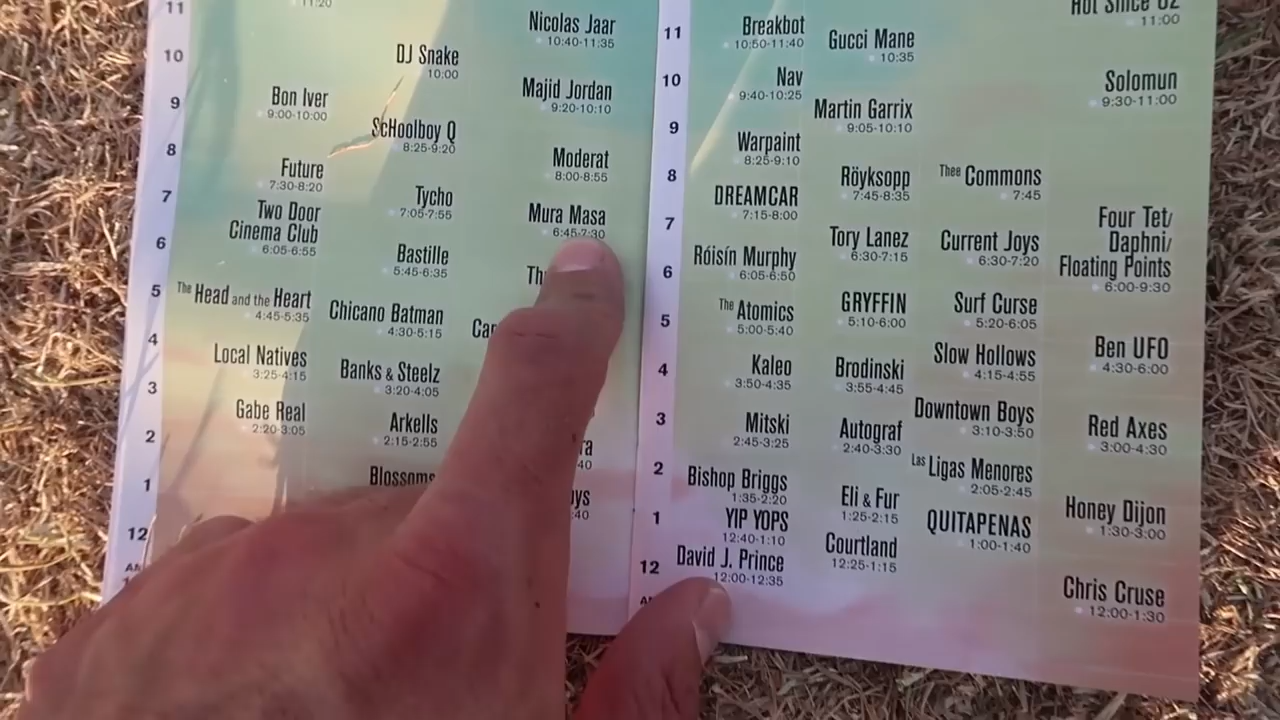 11
11:20
10
9
8
7
6
5
4
3
2
1
12
Bon Iver
9:00-10:00
Future
7:30-8:20
Two Door
Cinema Club
6:05-6:55
The Head and the Heart
4:45-5:35
Local Natives
3:25-4:15
Gabe Real
2:20-3:05
DJ Snake
10:00
ScHoolboy Q
8:25-9:20
Tycho
7:05-7:55
Bastille
5:45-6:35
Chicano Batman
4:30-5:15
Banks & Steelz
3:20-4:05
Arkells
2:15-2:55
Blossoms
Nicolas Jaar
10:40-11:35
Majid Jordan
9:20-10:10
Moderat
8:00-8:55
Mura Masa
6:45-7:30
11
10
9
8
7
6
5
4
3
2
1
12
Breakbot
10:50-11:40
Nav
9:40-10:25
Warpaint
8:25-9:10
DREAMCAR
7:15-8:00
Róisín Murphy
6:05-6:50
The Atomics
5:00-5:40
Kaleo
3:50-4:35
Mitski
2:45-3:25
Bishop Briggs
1:35-2:20
YIP YOPS
12:40-1:10
David J. Prince
12:00-12:35
Gucci Mane
10:35
Martin Garrix
9:05-10:10
Röyksopp
7:45-8:35
Tory Lanez
6:30-7:15
GRYFFIN
5:10-6:00
Brodinski
3:55-4:45
Autograf
2:40-3:30
Eli & Fur
1:25-2:15
Courtland
12:25-1:15
Thee Commons
7:45
Current Joys
6:30-7:20
Surf Curse
5:20-6:05
Slow Hollows
4:15-4:55
Downtown Boys
3:10-3:50
Las Ligas Menores
2:05-2:45
QUITAPENAS
1:00-1:40
Hot Since 82
11:00
Solomun
9:30-11:00
Four Tet/
Daphni/
Floating Points
6:00-9:30
Ben UFO
4:30-6:00
Red Axes
3:00-4:30
Honey Dijon
1:30-3:00
Chris Cruse
12:00-1:30